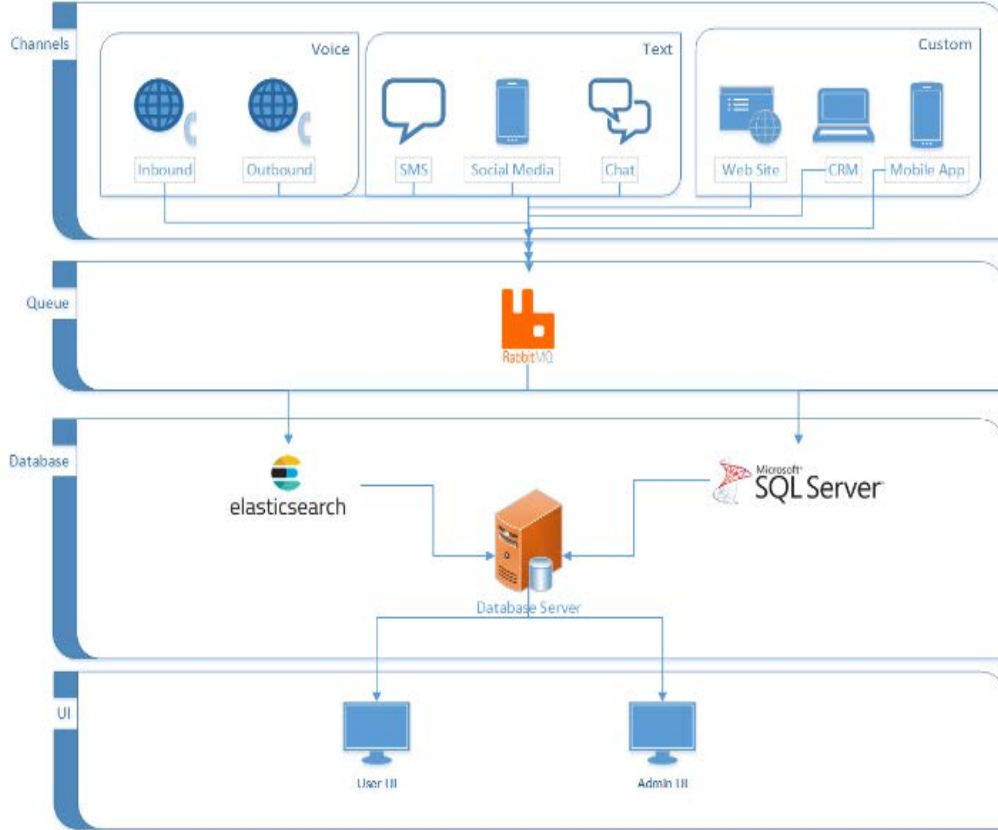 Channels
Voice
Text
Custom
Inbound
Outbound
SMS
Social Media
Chat
Web Site
CRM
Mobile App
Queue
RabbitMQ
Database
elasticsearch
Microsoft
SQL Server
Database Server
UI
User UI
Admin UI